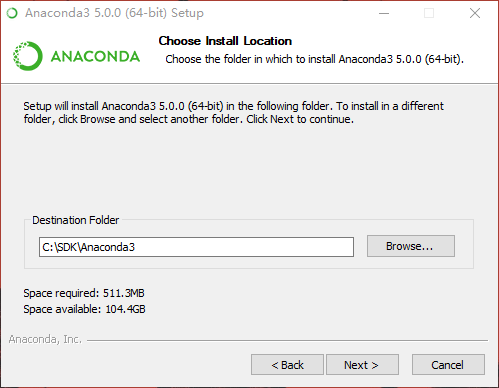 Anaconda3 5.0.0 (64-bit) Setup
Choose Install Location
Choose the folder in which to install Anaconda3 5.0.0 (64-bit).
ANACONDA
Setup will install Anaconda3 5.0.0 (64-bit) in the following folder. To install in a different
folder, click Browse and select another folder. Click Next to continue.
Destination Folder
C:\SDK\Anaconda3
Browse...
Space required: 511.3MB
Space available: 104.4GB
Anaconda, Inc.
< Back
Next >
Cancel